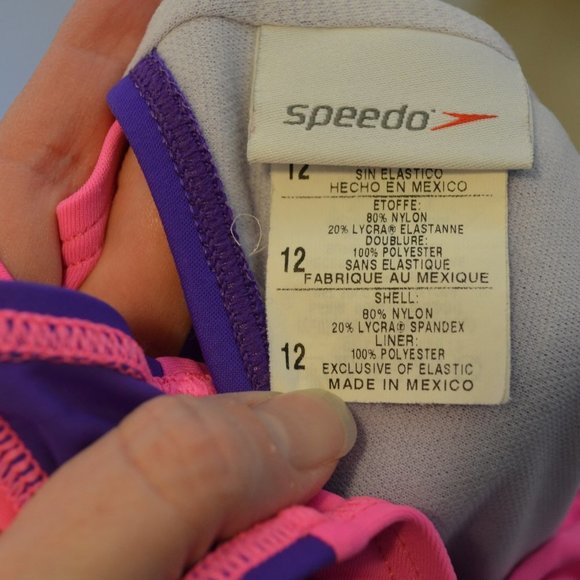 speedo
12
SIN ELASTICO
HECHO EN MEXICO
ETOFFE:
80% NYLON
20% LYCRA® ELASTANNE
DOUBLURE:
100% POLYESTER
12 SANS ELASTIQUE
FABRIQUE AU MEXIQUE
SHELL:
80% NYLON
20% LYCRA® SPANDEX
LINER:
12 100% POLYESTER
EXCLUSIVE OF ELASTIC
MADE IN MEXICO